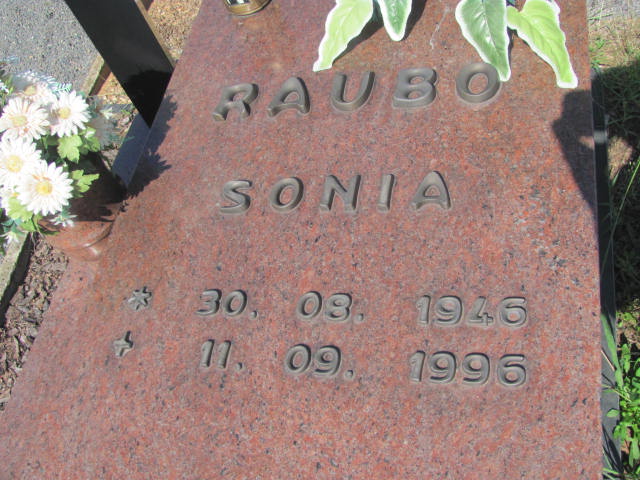 RAUBO
SONIA
* 30. 08. 1946
+ 11. 09. 1996